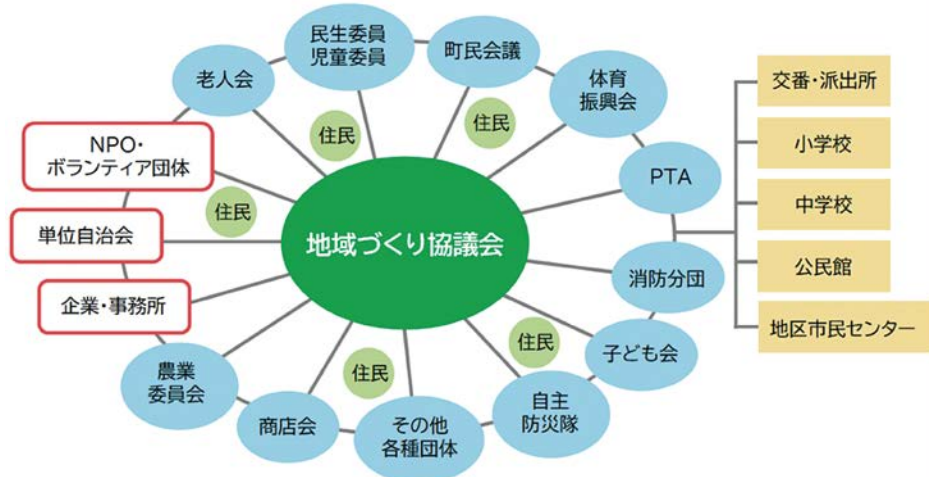 民生委員
児童委員
町民会議
老人会
体育
振興会
交番・派出所
住民
住民
NPO・
ボランティア団体
小学校
PTA
住民
中学校
単位自治会
地域づくり協議会
公民館
消防分団
企業・事務所
地区市民センター
住民
子ども会
住民
農業
委員会
自主
防災隊
商店会
その他
各種団体